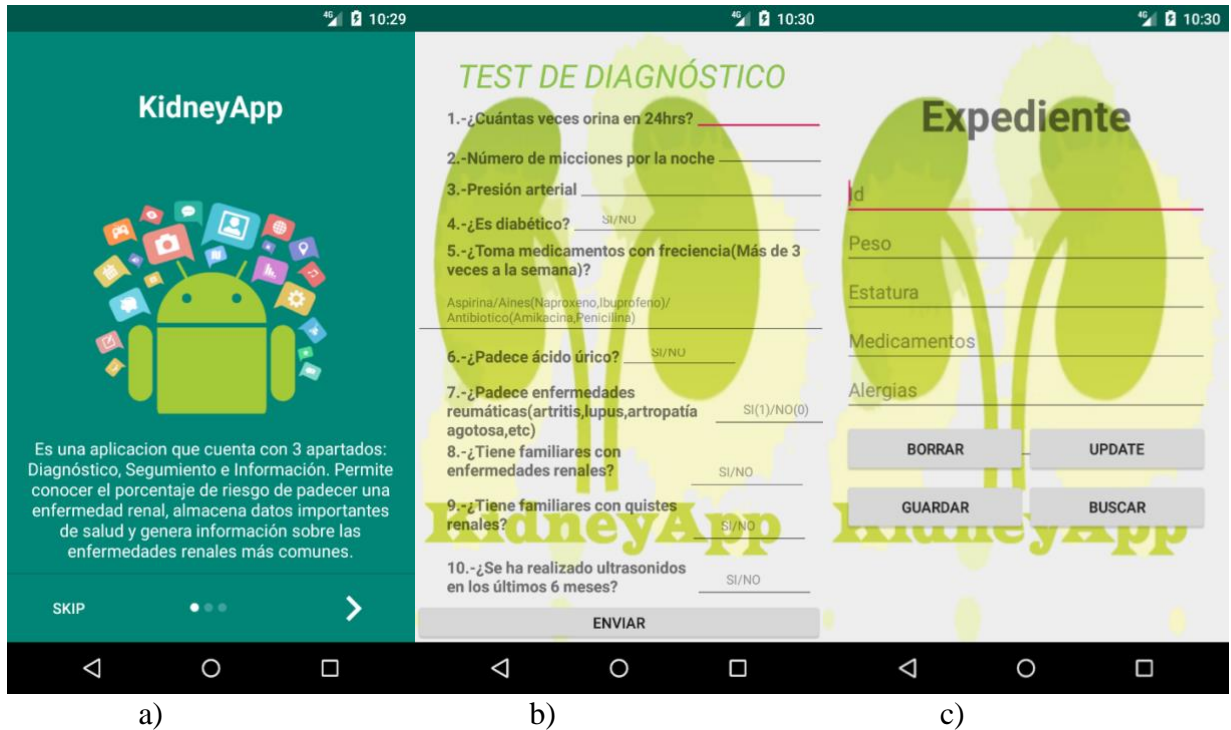 4G 10:29
KidneyApp
Es una aplicacion que cuenta con 3 apartados:
Diagnóstico, Segumiento e Información. Permite
conocer el porcentaje de riesgo de padecer una
enfermedad renal, almacena datos importantes
de salud y genera información sobre las
enfermedades renales más comunes.
SKIP
4G 10:30
TEST DE DIAGNÓSTICO
1.-¿Cuántas veces orina en 24hrs?
2.-Número de micciones por la noche
3.-Presión arterial
4.-¿Es diabético? SI/NO
5.-¿Toma medicamentos con freciencia(Más de 3
veces a la semana)?
Aspirina/Aines(Naproxeno,Ibuprofeno)/
Antibiotico(Amikacina,Penicilina)
6.-¿Padece ácido úrico? SI/NO
7.-¿Padece enfermedades
reumáticas(artritis,lupus,artropatía SI(1)/NO(0)
agotosa,etc)
8.-¿Tiene familiares con
enfermedades renales? SI/NO
9.-¿Tiene familiares con quistes
renales? SI/NO
KidneyApp
10.-¿Se ha realizado ultrasonidos
en los últimos 6 meses? SI/NO
ENVIAR
4G 10:30
Expediente
Id
Peso
Estatura
Medicamentos
Alergias
BORRAR UPDATE
GUARDAR BUSCAR
KidneyApp
a) b) c)